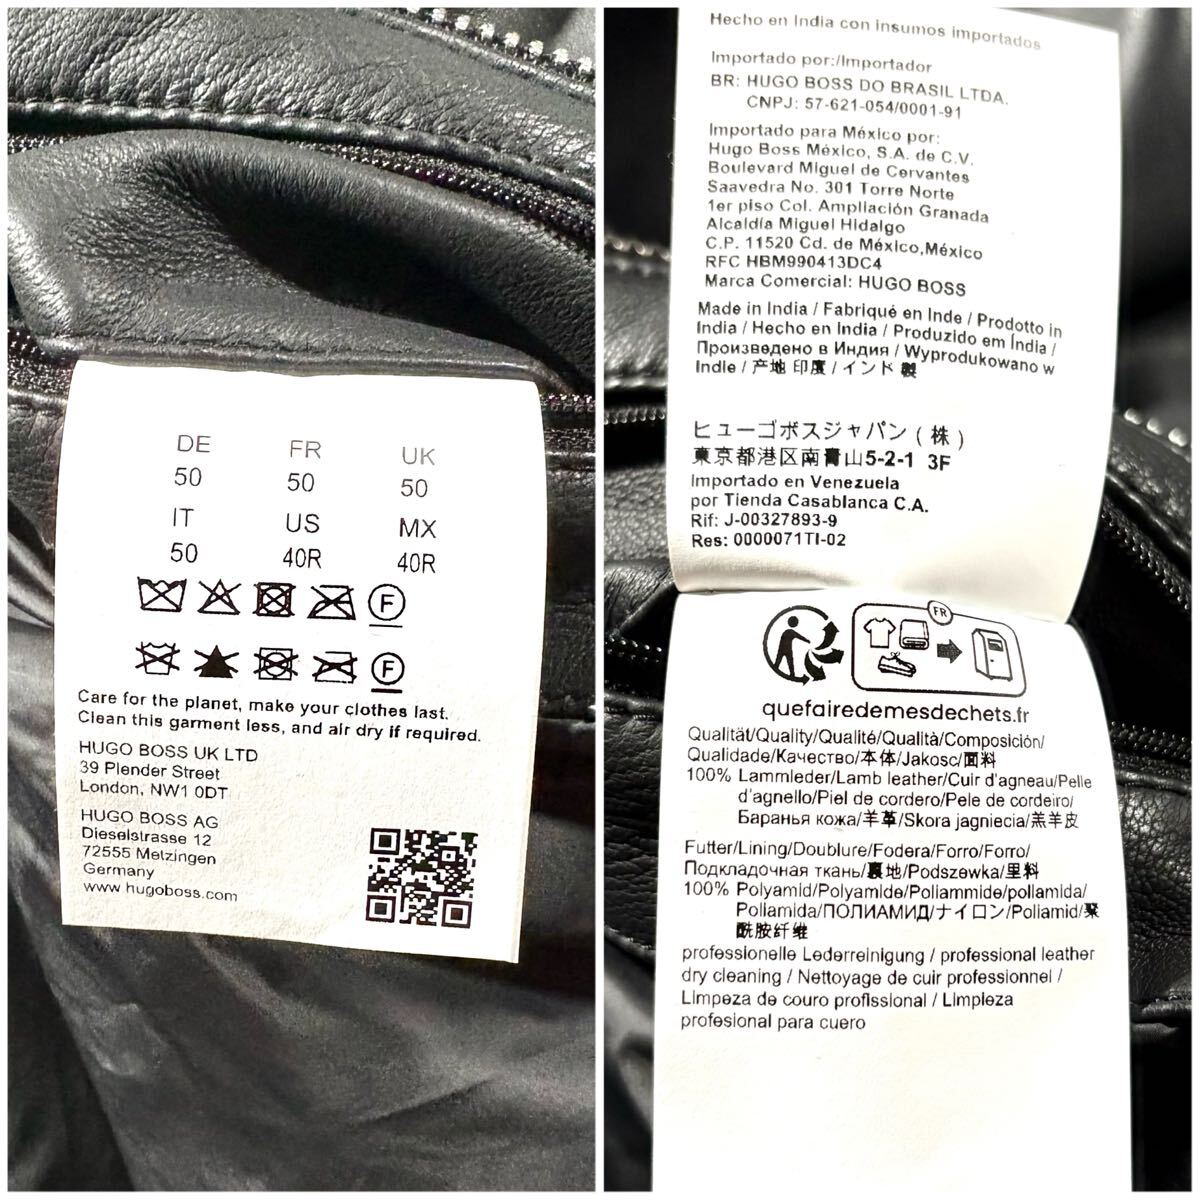 DE FR UK
50 50 50
IT US MX
50 40R 40R
F
F
Care for the planet, make your clothes last.
Clean this garment less, and air dry if required.
HUGO BOSS UK LTD
39 Plender Street
London, NW1 0DT
HUGO BOSS AG
Dieselstrasse 12
72555 Metzingen
Germany
www.hugoboss.com
Hecho en India con insumos importados
Importado por:/Importador
BR: HUGO BOSS DO BRASIL LTDA.
CNPJ: 57-621-054/0001-91
Importado para México por:
Hugo Boss México, S.A. de C.V.
Boulevard Miguel de Cervantes
Saavedra No. 301 Torre Norte
1er piso Col. Ampliación Granada
Alcaldía Miguel Hidalgo
C.P. 11520 Cd. de México,México
RFC HBM990413DC4
Marca Comercial: HUGO BOSS
Made in India / Fabriqué en Inde / Prodotto in
India / Hecho en India / Produzido em Índia /
Произведено в Индия / Wyprodukowano w
Indie / 产地 印度 / インド 製
ヒューゴボスジャパン（株）
東京都港区南青山5-2-1 3F
Importado en Venezuela
por Tienda Casablanca C.A.
Rif: J-00327893-9
Res: 0000071TI-02
FR
quefairedemesdechets.fr
Qualität/Quality/Qualité/Qualità/Composición/
Qualidade/Качество/本体/Jakosc/面料
100% Lammleder/Lamb leather/Cuir d'agneau/Pelle
d'agnello/Piel de cordero/Pele de cordeiro/
Баранья кожа/羊革/Skora jagniecia/羔羊皮
Futter/Lining/Doublure/Fodera/Forro/Forro/
Подкладочная ткань/裏地/Podszewka/里料
100% Polyamid/Polyamide/Poliammide/poliamida/
Poliamida/ПОЛИАМИД/ナイロン/Poliamid/聚
酰胺纤维
professionelle Lederreinigung / professional leather
dry cleaning / Nettoyage de cuir professionnel /
Limpeza de couro profissional / Limpieza
profesional para cuero